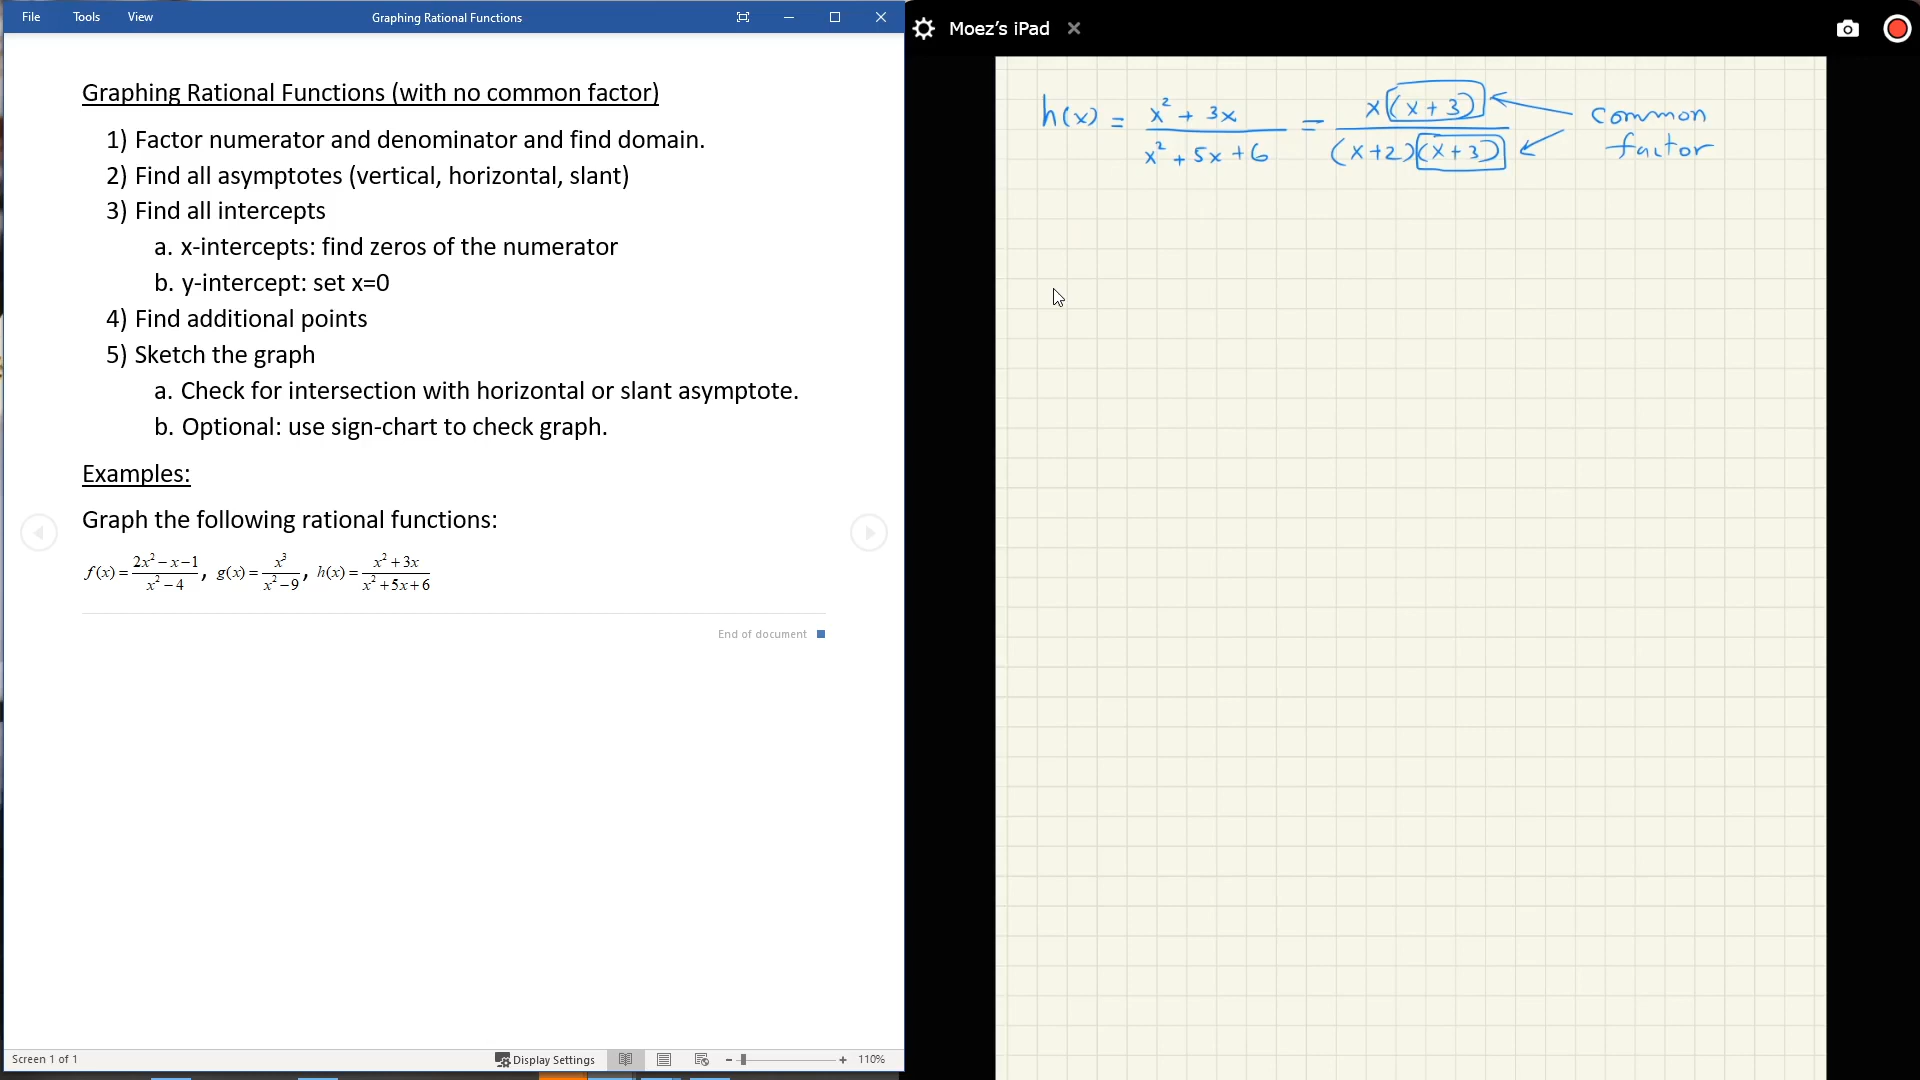 File Tools View Graphing Rational Functions
Graphing Rational Functions (with no common factor)
1) Factor numerator and denominator and find domain.
2) Find all asymptotes (vertical, horizontal, slant)
3) Find all intercepts
a. x-intercepts: find zeros of the numerator
b. y-intercept: set x=0
4) Find additional points
5) Sketch the graph
a. Check for intersection with horizontal or slant asymptote.
b. Optional: use sign-chart to check graph.
Examples:
Graph the following rational functions:
f(x) = (2x² − x − 1)/(x² − 4), g(x) = x³/(x² − 9), h(x) = (x² + 3x)/(x² + 5x + 6)
End of document
Screen 1 of 1 Display Settings 110%
Moez's iPad
h(x) = (x² + 3x)/(x² + 5x + 6) = x(x + 3)/((x+2)(x+3))
common
factor